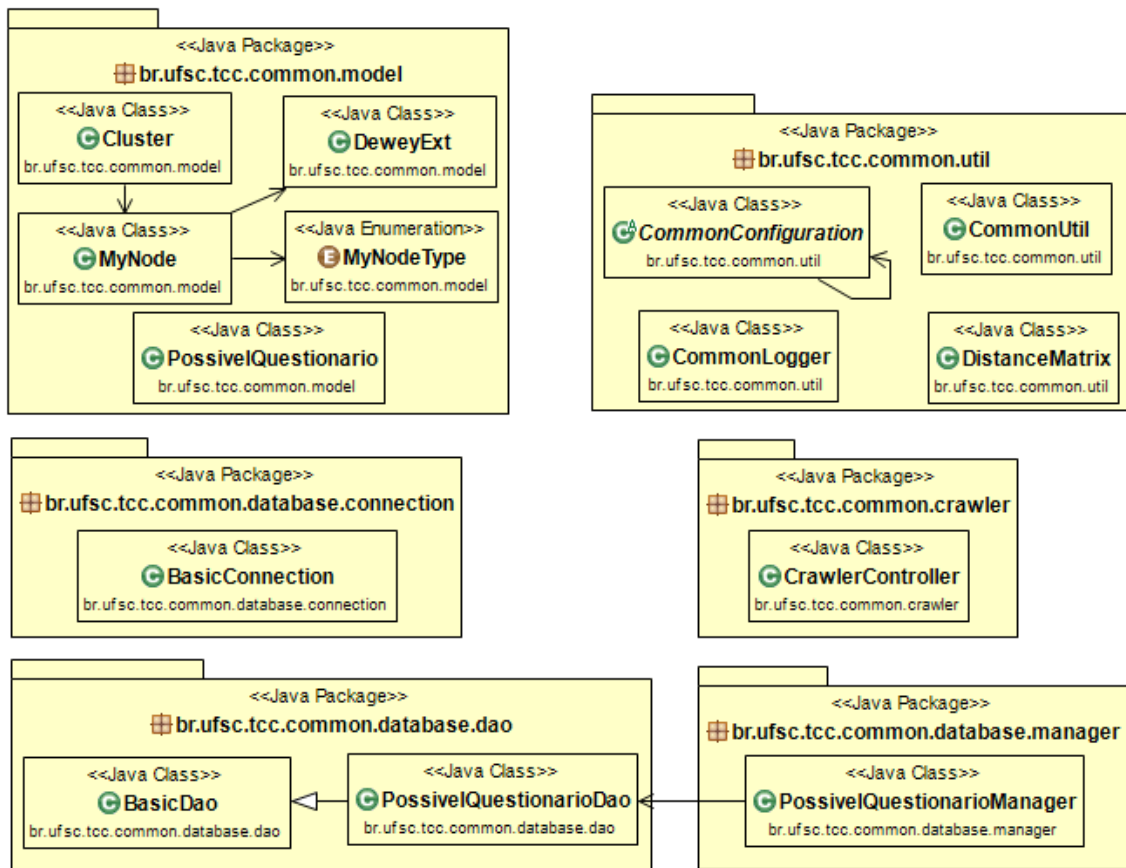 <<Java Package>>
br.ufsc.tcc.common.model
<<Java Class>>
Cluster
br.ufsc.tcc.common.model
<<Java Class>>
DeweyExt
br.ufsc.tcc.common.model
<<Java Class>>
MyNode
br.ufsc.tcc.common.model
<<Java Enumeration>>
MyNodeType
br.ufsc.tcc.common.model
<<Java Class>>
PossivelQuestionario
br.ufsc.tcc.common.model
<<Java Package>>
br.ufsc.tcc.common.util
<<Java Class>>
CommonConfiguration
br.ufsc.tcc.common.util
<<Java Class>>
CommonUtil
br.ufsc.tcc.common.util
<<Java Class>>
CommonLogger
br.ufsc.tcc.common.util
<<Java Class>>
DistanceMatrix
br.ufsc.tcc.common.util
<<Java Package>>
br.ufsc.tcc.common.database.connection
<<Java Class>>
BasicConnection
br.ufsc.tcc.common.database.connection
<<Java Package>>
br.ufsc.tcc.common.crawler
<<Java Class>>
CrawlerController
br.ufsc.tcc.common.crawler
<<Java Package>>
br.ufsc.tcc.common.database.dao
<<Java Class>>
BasicDao
br.ufsc.tcc.common.database.dao
<<Java Class>>
PossivelQuestionarioDao
br.ufsc.tcc.common.database.dao
<<Java Package>>
br.ufsc.tcc.common.database.manager
<<Java Class>>
PossivelQuestionarioManager
br.ufsc.tcc.common.database.manager